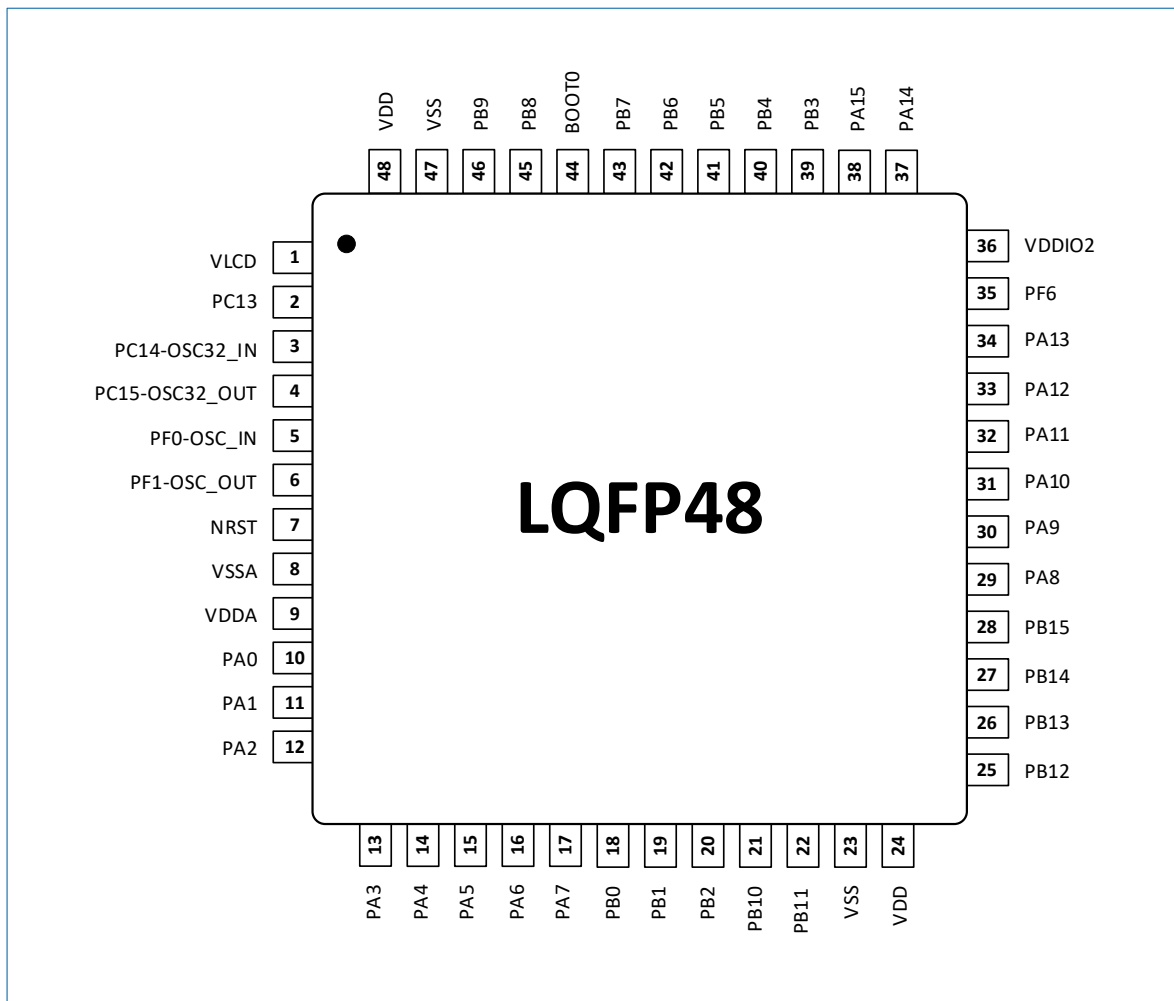 VDD VSS PB9 PB8 BOOT0 PB7 PB6 PB5 PB4 PB3 PA15 PA14
48 47 46 45 44 43 42 41 40 39 38 37
VLCD 1
PC13 2
PC14-OSC32_IN 3
PC15-OSC32_OUT 4
PF0-OSC_IN 5
PF1-OSC_OUT 6
NRST 7
VSSA 8
VDDA 9
PA0 10
PA1 11
PA2 12
LQFP48
36 VDDIO2
35 PF6
34 PA13
33 PA12
32 PA11
31 PA10
30 PA9
29 PA8
28 PB15
27 PB14
26 PB13
25 PB12
13 14 15 16 17 18 19 20 21 22 23 24
PA3 PA4 PA5 PA6 PA7 PB0 PB1 PB2 PB10 PB11 VSS VDD